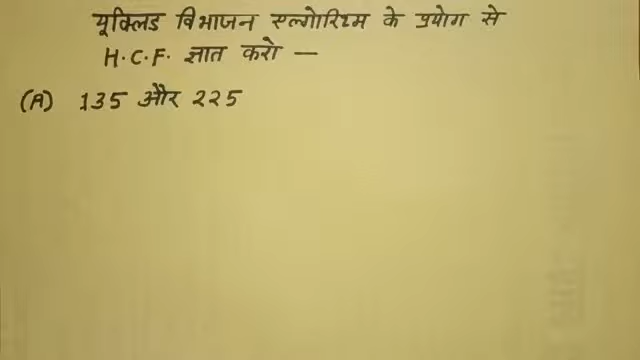 यूक्लिड विभाजन एल्गोरिथ्म के प्रयोग से
H.C.F. ज्ञात करो —
(A) 135 और 225